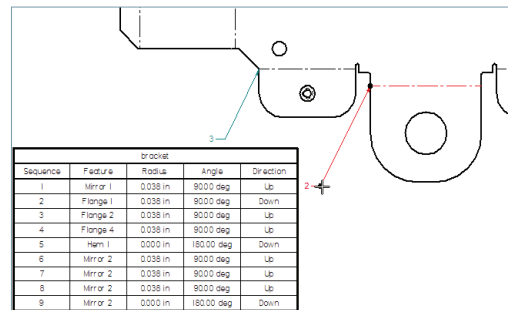 3
2
bracket
Sequence Feature Radius Angle Direction
1 Mirror 1 0.038 in 90.00 deg Up
2 Flange 1 0.038 in 90.00 deg Down
3 Flange 2 0.038 in 90.00 deg Up
4 Flange 4 0.038 in 90.00 deg Up
5 Hem 1 0.000 in 180.00 deg Down
6 Mirror 2 0.038 in 90.00 deg Up
7 Mirror 2 0.038 in 90.00 deg Up
8 Mirror 2 0.038 in 90.00 deg Up
9 Mirror 2 0.000 in 180.00 deg Down